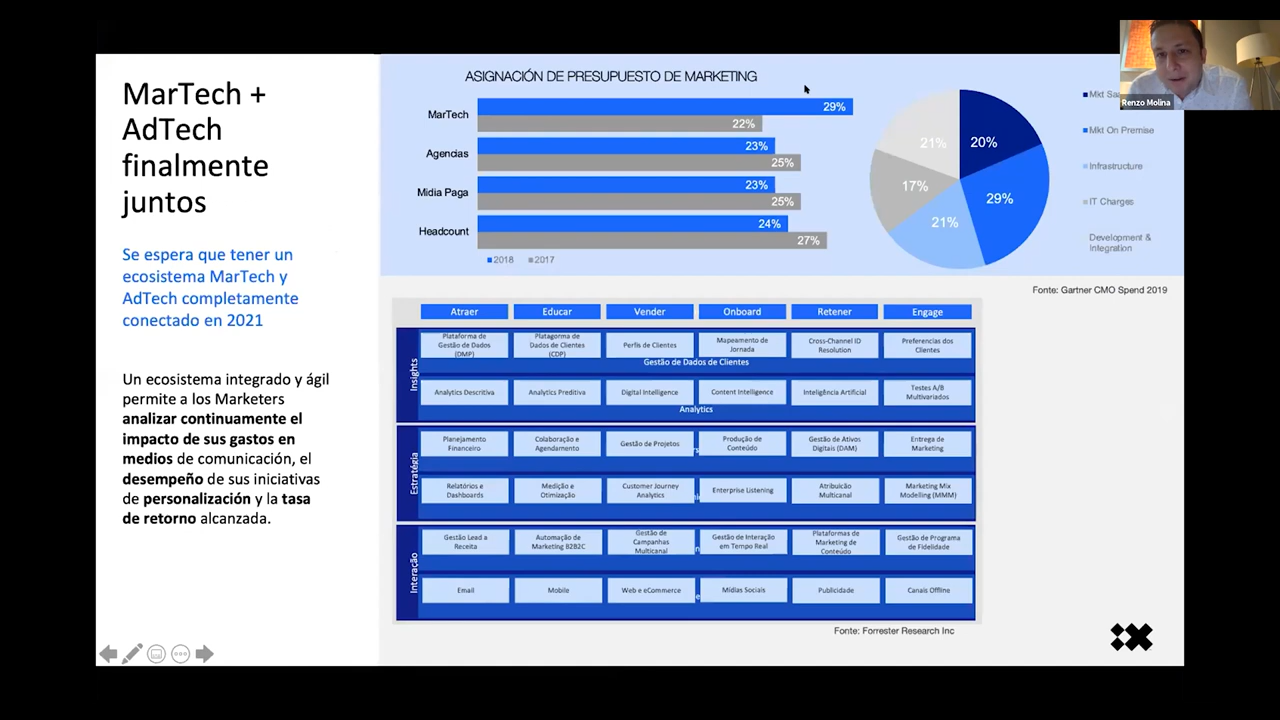 MarTech +
AdTech
finalmente
juntos
Se espera que tener un
ecosistema MarTech y
AdTech completamente
conectado en 2021
Un ecosistema integrado y ágil
permite a los Marketers
analizar continuamente el
impacto de sus gastos en
medios de comunicación, el
desempeño de sus iniciativas
de personalización y la tasa
de retorno alcanzada.
ASIGNACIÓN DE PRESUPUESTO DE MARKETING
MarTech
29%
22%
Agencias
23%
25%
Midia Paga
23%
25%
Headcount
24%
27%
2018 2017
20%
29%
21%
17%
21%
Mkt
Mkt On Premise
Infrastructure
IT Charges
Development &
Integration
Renzo Molina
Fonte: Gartner CMO Spend 2019
Atraer Educar Vender Onboard Retener Engage
Insights
Plataforma de
Gestão de Dados
(DMP)
Platagorma de
Dados de Clientes
(CDP)
Perfis de Clientes
Mapeamento de
Jornada
Cross-Channel ID
Resolution
Preferencias dos
Clientes
Gestão de Dados de Clientes
Analytics Descritiva
Analytics Preditiva
Digital Intelligence
Content Intelligence
Inteligência Artificial
Testes A/B
Multivariados
Analytics
Estratégia
Planejamento
Financeiro
Colaboração e
Agendamento
Gestão de Projetos
Produção de
Conteúdo
Gestão de Ativos
Digitais (DAM)
Entrega de
Marketing
Relatórios e
Dashboards
Medição e
Otimização
Customer Journey
Analytics
Enterprise Listening
Atribuicão
Multicanal
Marketing Mix
Modelling (MMM)
Interação
Gestão Lead a
Receita
Automação de
Marketing B2B2C
Gestão de
Campanhas
Multicanal
Gestão de Interação
em Tempo Real
Plataformas de
Marketing de
Conteúdo
Gestão de Programa
de Fidelidade
Email
Mobile
Web e eCommerce
Mídias Sociais
Publicidade
Canais Offline
Fonte: Forrester Research Inc